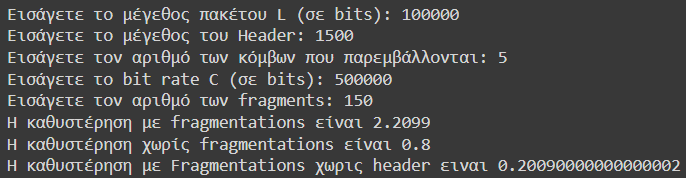 Εισάγετε το μέγεθος πακέτου L (σε bits): 100000
Εισάγετε το μέγεθος του Header: 1500
Εισάγετε τον αριθμό των κόμβων που παρεμβάλλονται: 5
Εισάγετε το bit rate C (σε bits): 500000
Εισάγετε τον αριθμό των fragments: 150
Η καθυστέρηση με fragmentations είναι 2.2099
Η καθυστέρηση χωρίς fragmentations είναι 0.8
Η καθυστέρηση με Fragmentations χωρις header ειναι 0.20090000000000002